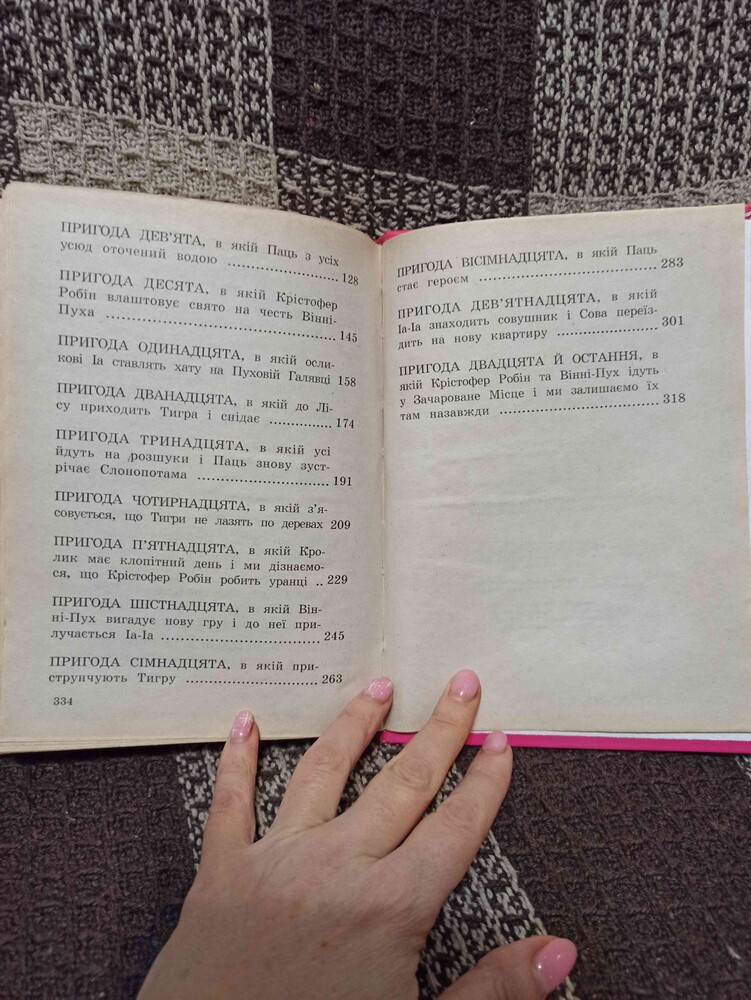 ПРИГОДА ДЕВ'ЯТА, в якій Паць з усіх
усюд оточений водою .......................... 128
ПРИГОДА ДЕСЯТА, в якій Крістофер
Робін влаштовує свято на честь Вінні-
Пуха .......................... 145
ПРИГОДА ОДИНАДЦЯТА, в якій осли-
кові Іа ставлять хату на Пуховій Галявці 158
ПРИГОДА ДВАНАДЦЯТА, в якій до Лі-
су приходить Тигра і снідає ............... 174
ПРИГОДА ТРИНАДЦЯТА, в якій усі
йдуть на розшуки і Паць знову зуст-
річає Слонопотама .......................... 191
ПРИГОДА ЧОТИРНАДЦЯТА, в якій з'я-
совується, що Тигри не лазять по деревах 209
ПРИГОДА П'ЯТНАДЦЯТА, в якій Кро-
лик має клопітний день і ми дізнаємо-
ся, що Крістофер Робін робить уранці .. 229
ПРИГОДА ШІСТНАДЦЯТА, в якій Він-
ні-Пух вигадує нову гру і до неї при-
лучається Іа-Іа .......................... 245
ПРИГОДА СІМНАДЦЯТА, в якій при-
струнчують Тигру .......................... 263
334
ПРИГОДА ВІСІМНАДЦЯТА, в якій Паць
стає героєм .......................... 283
ПРИГОДА ДЕВ'ЯТНАДЦЯТА, в якій
Іа-Іа знаходить совушник і Сова переїз-
дить на нову квартиру .................... 301
ПРИГОДА ДВАДЦЯТА Й ОСТАННЯ, в
якій Крістофер Робін та Вінні-Пух ідуть
у Зачароване Місце і ми залишаємо їх
там назавжди .......................... 318